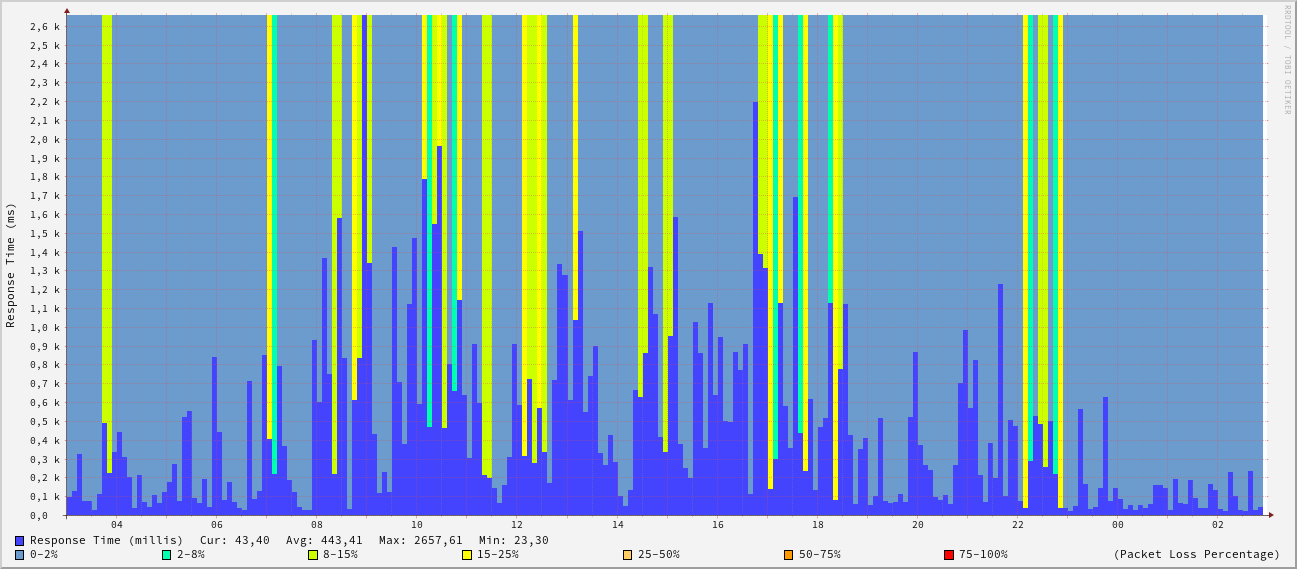 RRDTOOL / TOBI OETIKER
Response Time (ms)
2,6 k
2,5 k
2,4 k
2,3 k
2,2 k
2,1 k
2,0 k
1,9 k
1,8 k
1,7 k
1,6 k
1,5 k
1,4 k
1,3 k
1,2 k
1,1 k
1,0 k
0,9 k
0,8 k
0,7 k
0,6 k
0,5 k
0,4 k
0,3 k
0,2 k
0,1 k
0,0
04 06 08 10 12 14 16 18 20 22 00 02
Response Time (millis) Cur: 43,40 Avg: 443,41 Max: 2657,61 Min: 23,30
0-2% 2-8% 8-15% 15-25% 25-50% 50-75% 75-100% (Packet Loss Percentage)